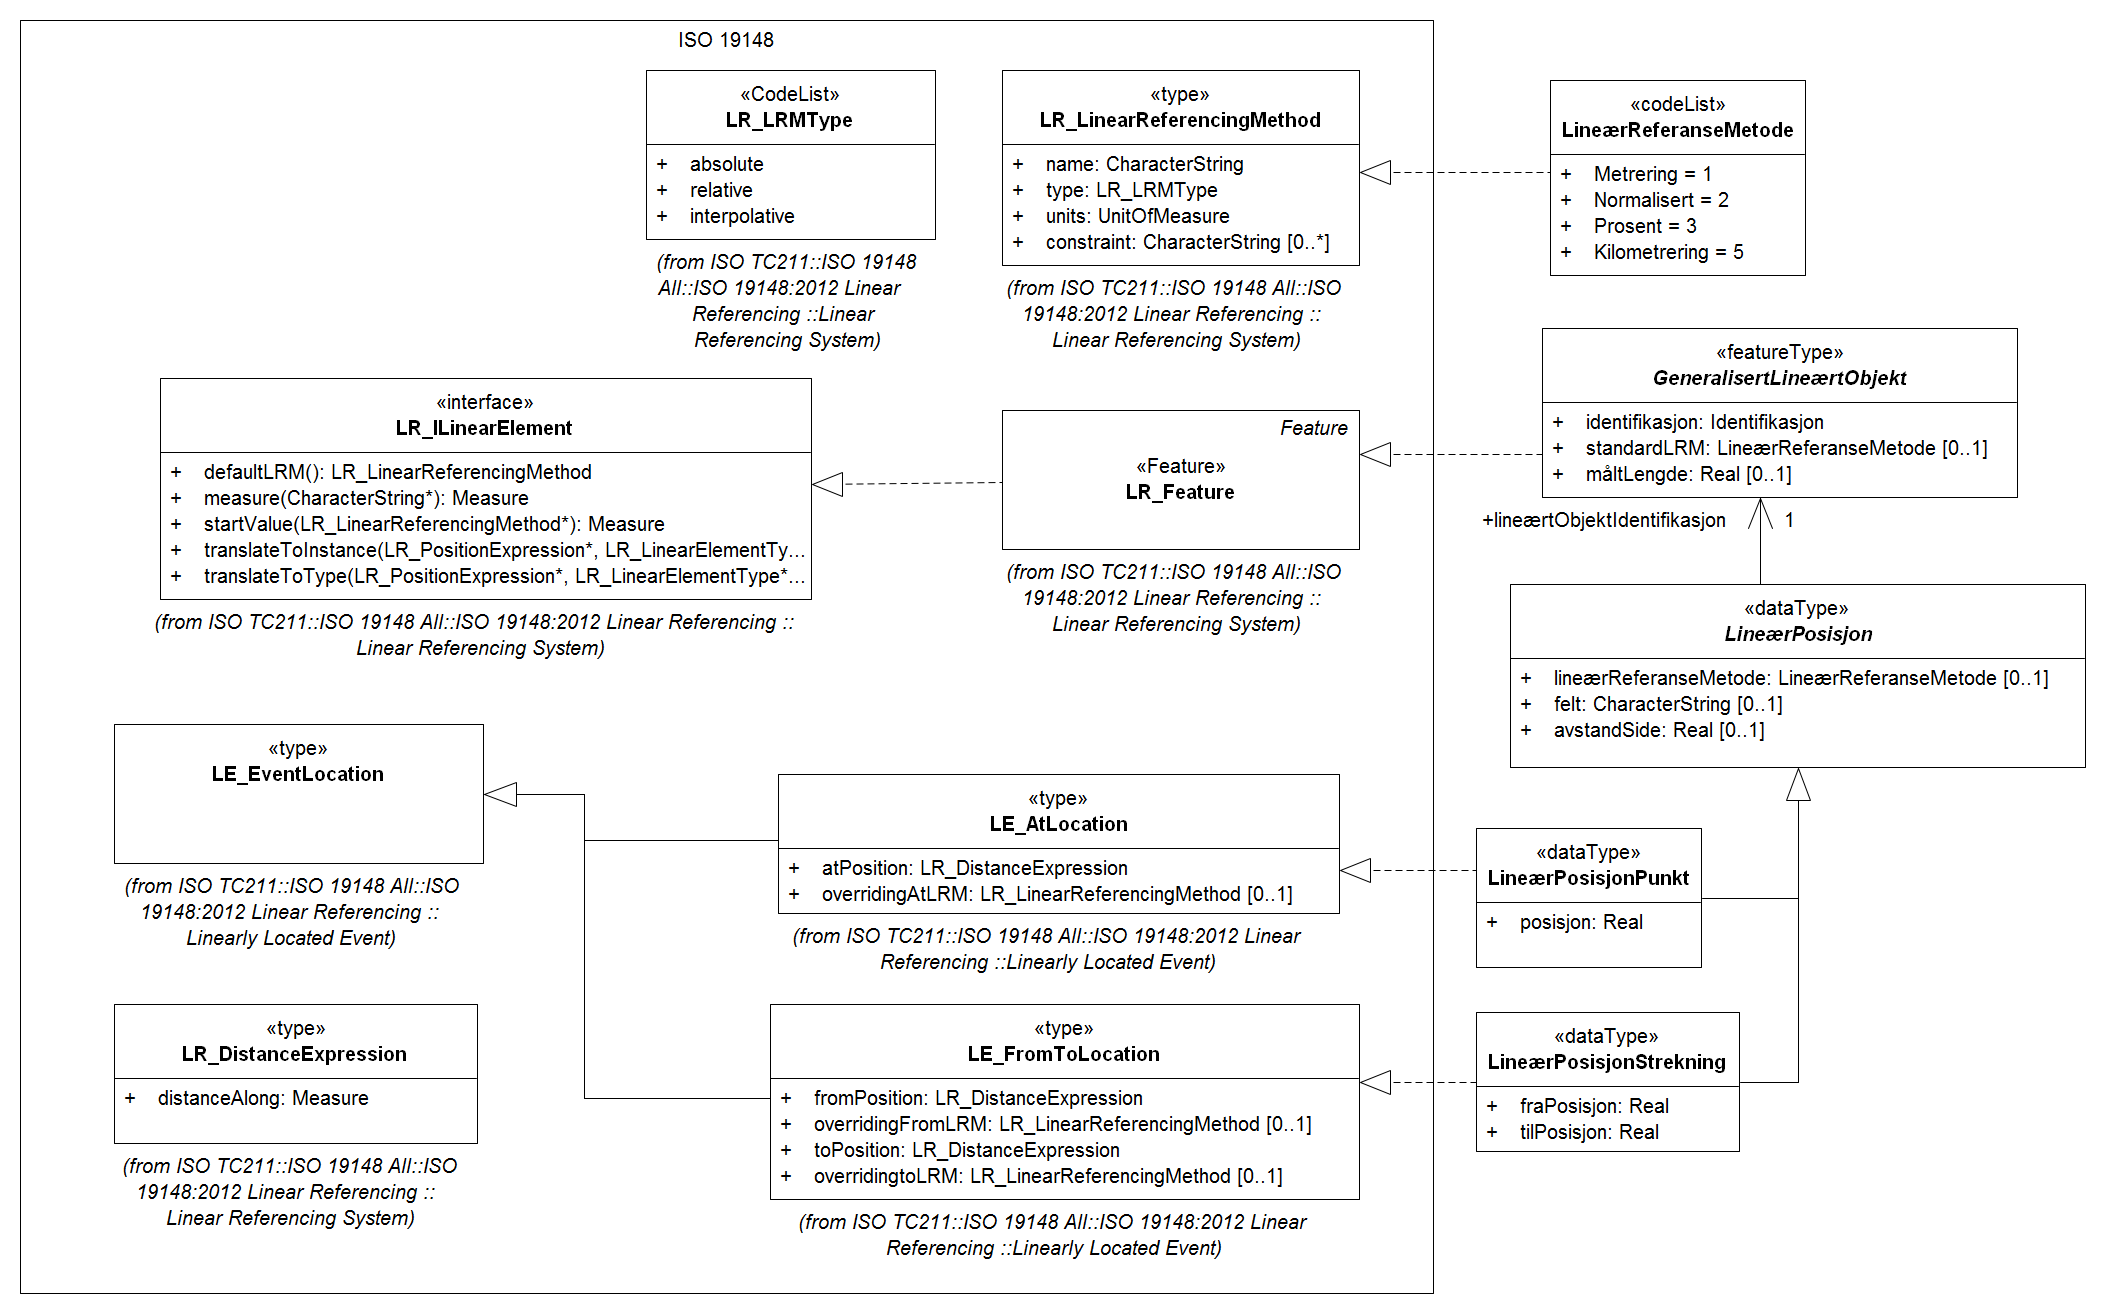 ISO 19148
«CodeList»
LR_LRMType
+ absolute
+ relative
+ interpolative
(from ISO TC211::ISO 19148
All::ISO 19148:2012 Linear
Referencing ::Linear
Referencing System)
«type»
LR_LinearReferencingMethod
+ name: CharacterString
+ type: LR_LRMType
+ units: UnitOfMeasure
+ constraint: CharacterString [0..*]
(from ISO TC211::ISO 19148 All::ISO
19148:2012 Linear Referencing ::
Linear Referencing System)
«codeList»
LineærReferanseMetode
+ Metrering = 1
+ Normalisert = 2
+ Prosent = 3
+ Kilometrering = 5
«interface»
LR_ILinearElement
+ defaultLRM(): LR_LinearReferencingMethod
+ measure(CharacterString*): Measure
+ startValue(LR_LinearReferencingMethod*): Measure
+ translateToInstance(LR_PositionExpression*, LR_LinearElementTy...
+ translateToType(LR_PositionExpression*, LR_LinearElementType*...
(from ISO TC211::ISO 19148 All::ISO 19148:2012 Linear Referencing ::
Linear Referencing System)
Feature
«Feature»
LR_Feature
(from ISO TC211::ISO 19148 All::ISO
19148:2012 Linear Referencing ::
Linear Referencing System)
«featureType»
GeneralisertLineærtObjekt
+ identifikasjon: Identifikasjon
+ standardLRM: LineærReferanseMetode [0..1]
+ måltLengde: Real [0..1]
+lineærtObjektIdentifikasjon 1
«dataType»
LineærPosisjon
+ lineærReferanseMetode: LineærReferanseMetode [0..1]
+ felt: CharacterString [0..1]
+ avstandSide: Real [0..1]
«type»
LE_EventLocation
(from ISO TC211::ISO 19148 All::ISO
19148:2012 Linear Referencing ::
Linearly Located Event)
«type»
LE_AtLocation
+ atPosition: LR_DistanceExpression
+ overridingAtLRM: LR_LinearReferencingMethod [0..1]
(from ISO TC211::ISO 19148 All::ISO 19148:2012 Linear
Referencing ::Linearly Located Event)
«dataType»
LineærPosisjonPunkt
+ posisjon: Real
«type»
LR_DistanceExpression
+ distanceAlong: Measure
(from ISO TC211::ISO 19148 All::ISO
19148:2012 Linear Referencing ::
Linear Referencing System)
«type»
LE_FromToLocation
+ fromPosition: LR_DistanceExpression
+ overridingFromLRM: LR_LinearReferencingMethod [0..1]
+ toPosition: LR_DistanceExpression
+ overridingtoLRM: LR_LinearReferencingMethod [0..1]
(from ISO TC211::ISO 19148 All::ISO 19148:2012 Linear
Referencing ::Linearly Located Event)
«dataType»
LineærPosisjonStrekning
+ fraPosisjon: Real
+ tilPosisjon: Real